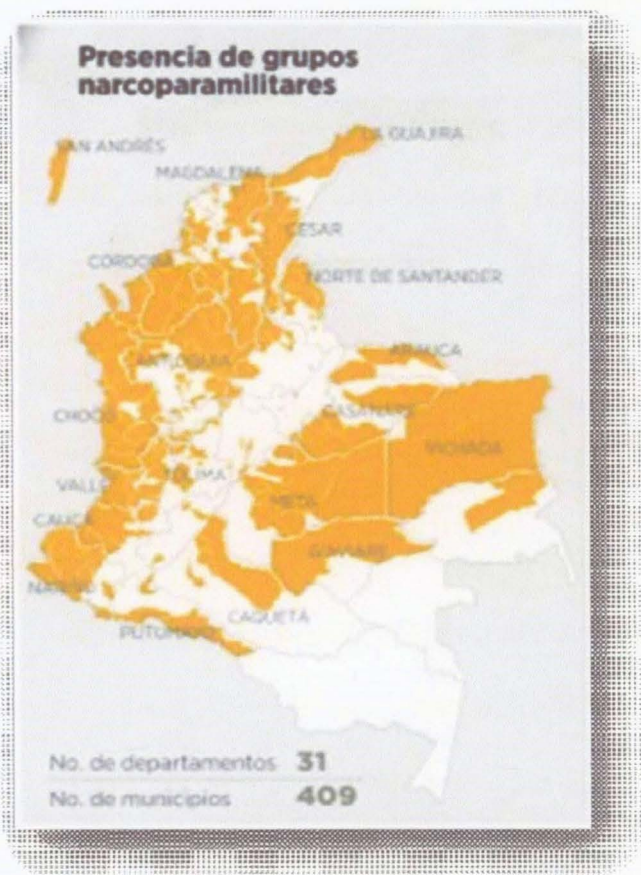 Presencia de grupos
narcoparamilitares
SAN ANDRÉS
LA GUAJIRA
MAGDALENA
CESAR
CÓRDOBA
NORTE DE SANTANDER
ARAUCA
ANTIOQUIA
CASANARE
CHOCÓ
VICHADA
TOLIMA
VALLE
META
CAUCA
GUAVIARE
NARIÑO
CAQUETÁ
PUTUMAYO
No. de departamentos 31
No. de municipios 409